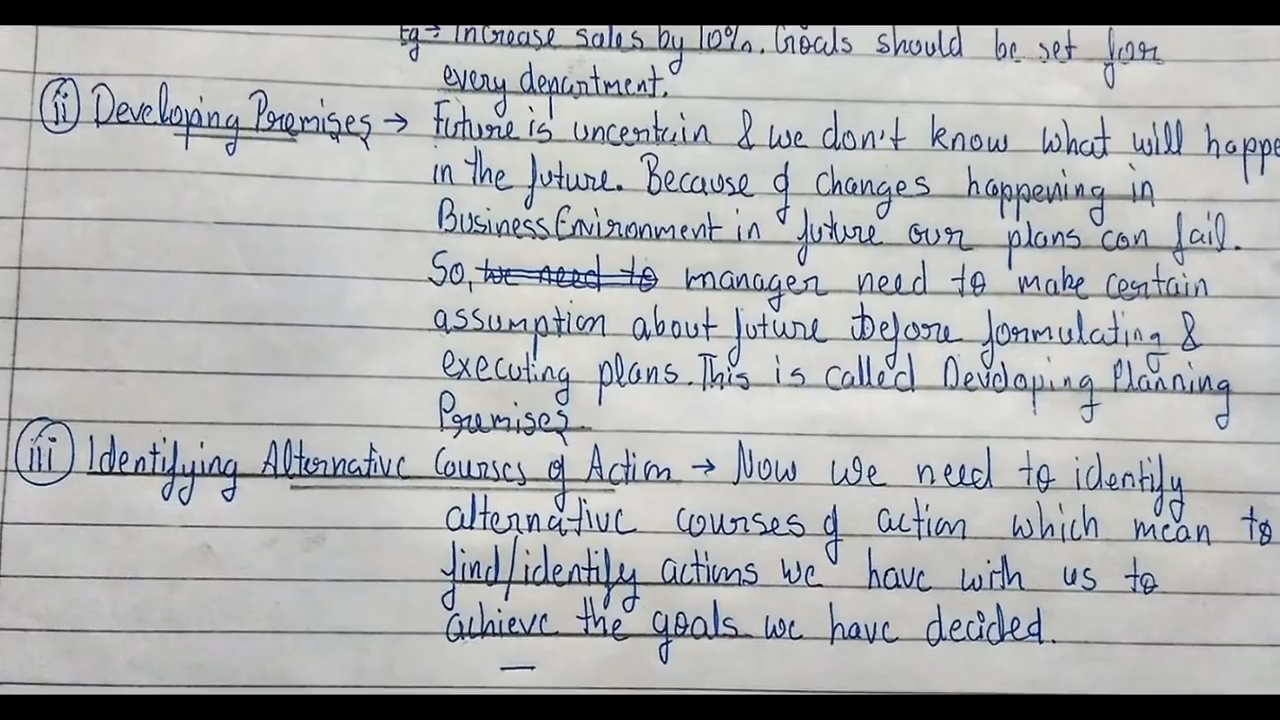 Eg → Increase sales by 10%. Goals should be set for
every department.
(ii) Developing Premises → Future is uncertain & we don't know what will happe
in the future. Because of changes happening in
Business Environment in future our plans can fail.
So, we need to manager need to make certain
assumption about future before formulating &
executing plans. This is called Developing Planning
Premises.
(iii) Identifying Alternative Courses of Action → Now we need to identify
alternative courses of action which mean to
find/identify actions we have with us to
achieve the goals we have decided.